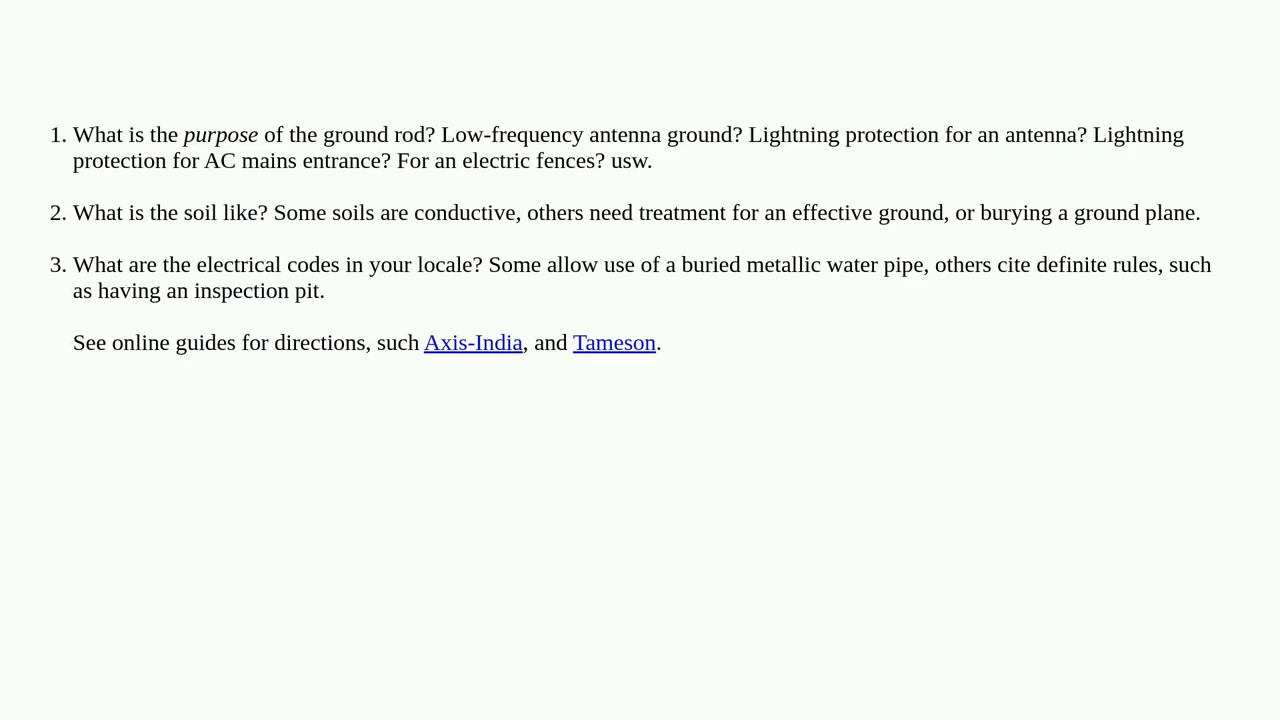 1. What is the purpose of the ground rod? Low-frequency antenna ground? Lightning protection for an antenna? Lightning
protection for AC mains entrance? For an electric fences? usw.
2. What is the soil like? Some soils are conductive, others need treatment for an effective ground, or burying a ground plane.
3. What are the electrical codes in your locale? Some allow use of a buried metallic water pipe, others cite definite rules, such
as having an inspection pit.
See online guides for directions, such Axis-India, and Tameson.